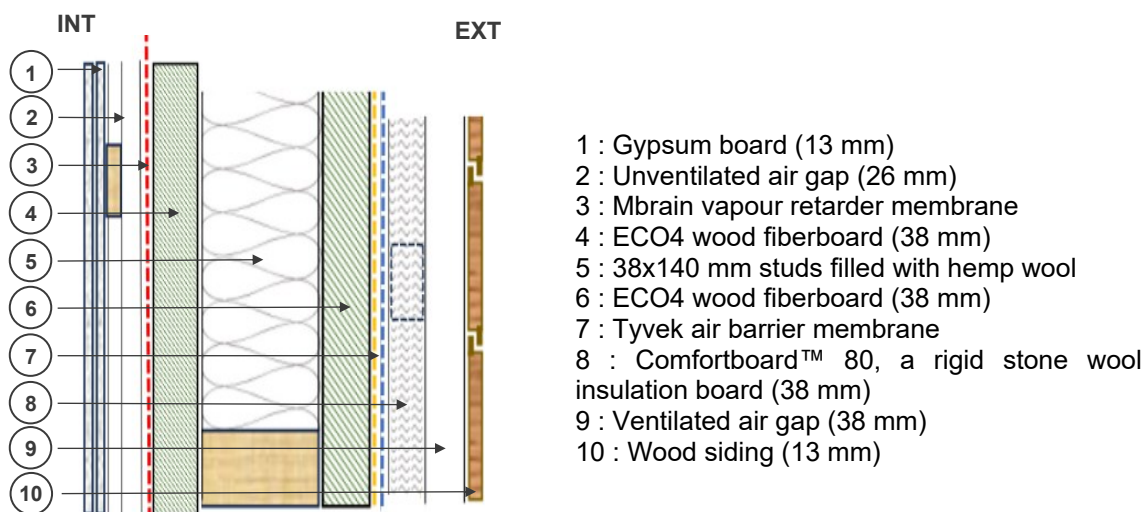 INT
EXT
1
2
3
4
5
6
7
8
9
10
1 : Gypsum board (13 mm)
2 : Unventilated air gap (26 mm)
3 : Mbrain vapour retarder membrane
4 : ECO4 wood fiberboard (38 mm)
5 : 38x140 mm studs filled with hemp wool
6 : ECO4 wood fiberboard (38 mm)
7 : Tyvek air barrier membrane
8 : Comfortboard™ 80, a rigid stone wool
insulation board (38 mm)
9 : Ventilated air gap (38 mm)
10 : Wood siding (13 mm)